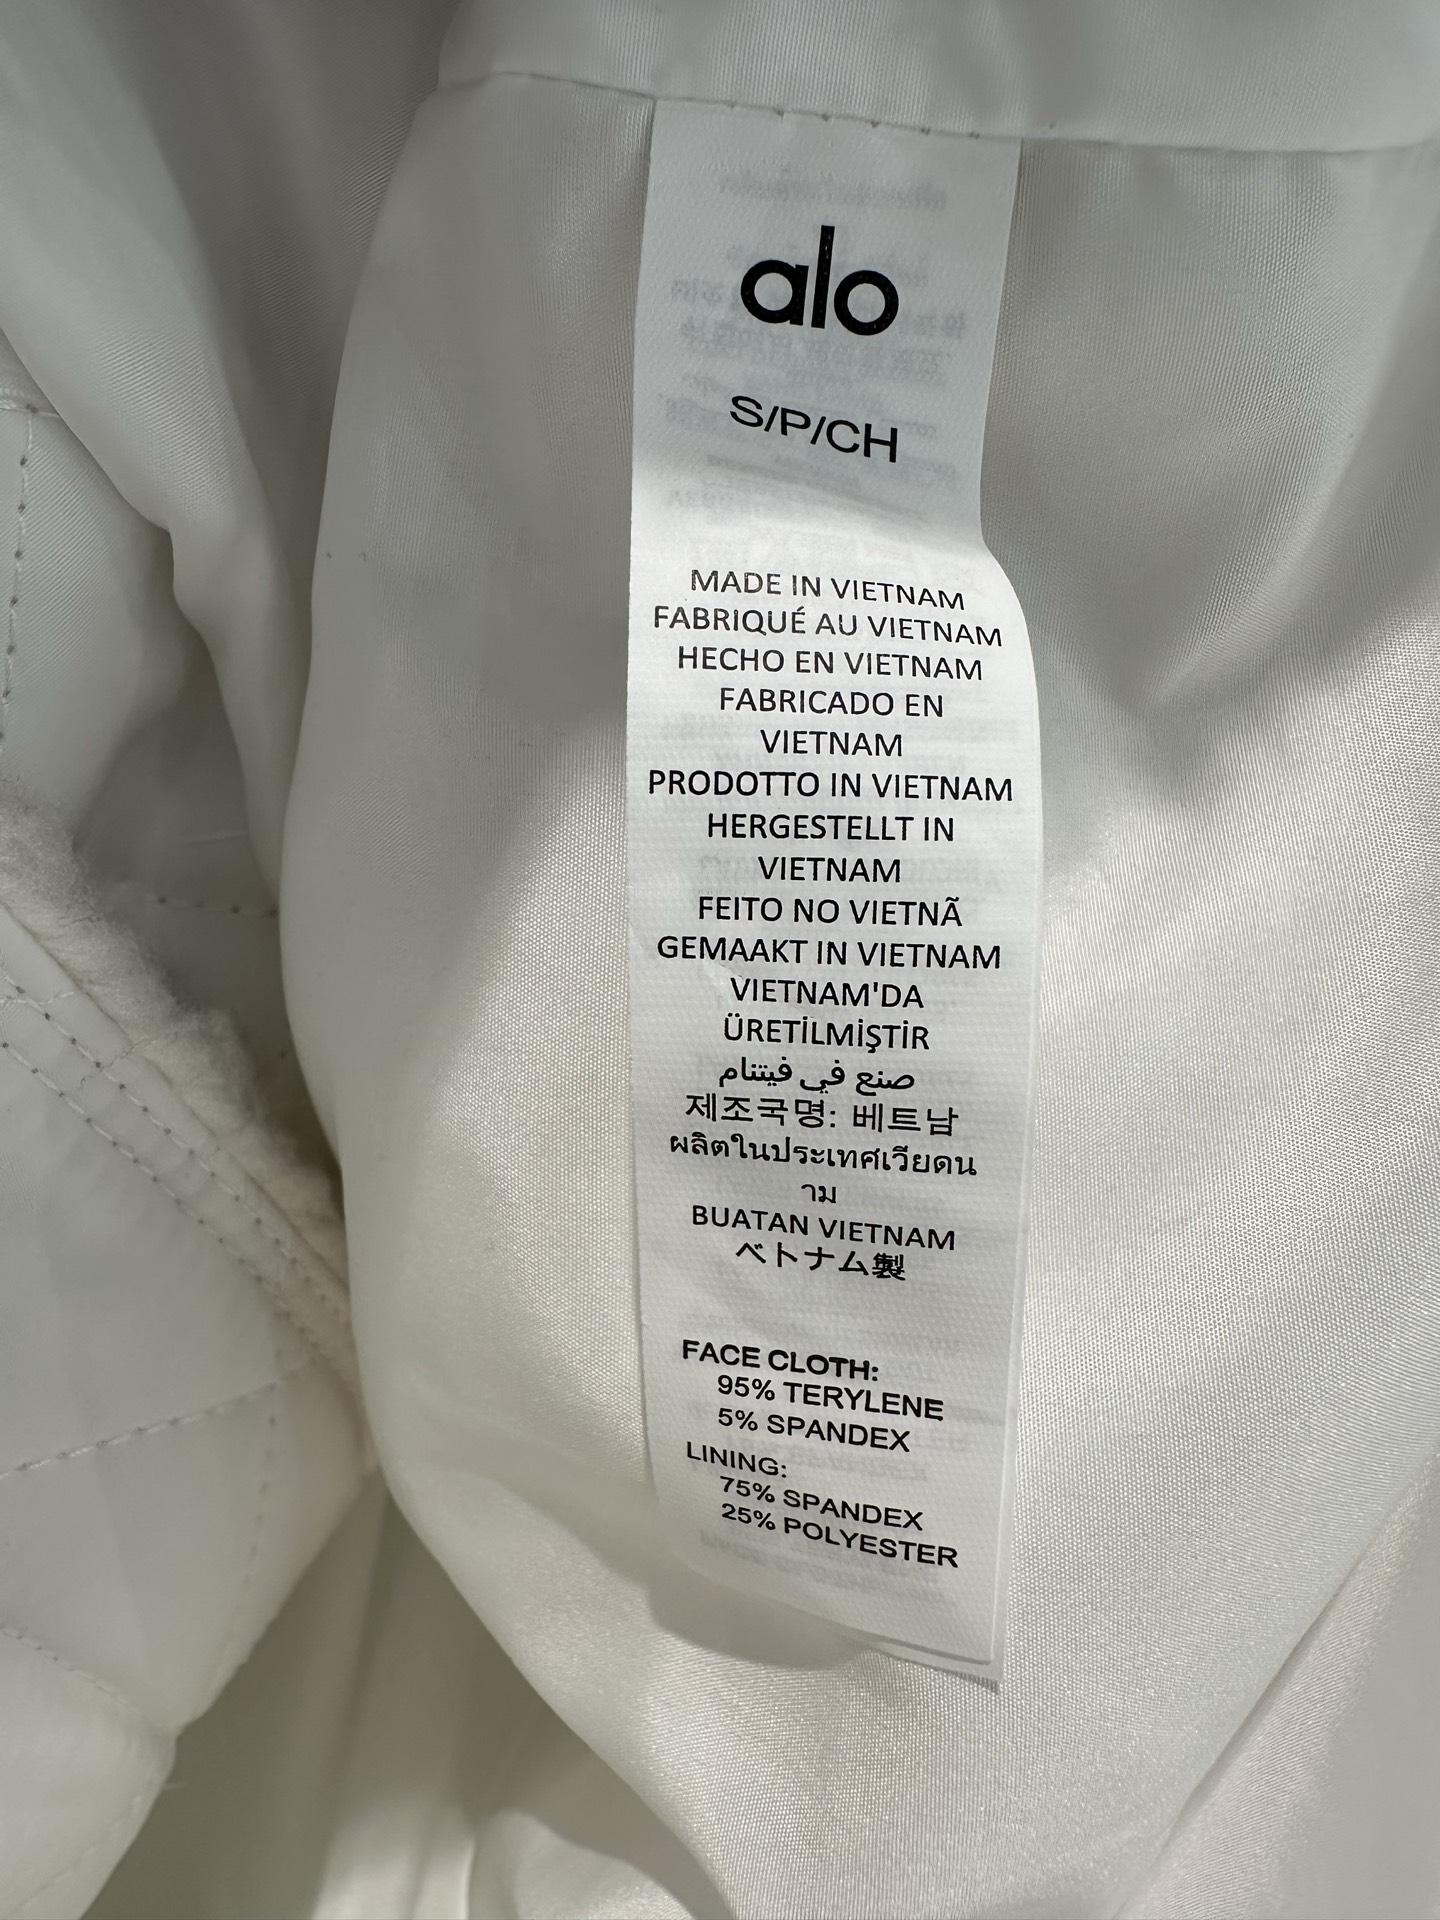 alo
S/P/CH
MADE IN VIETNAM
FABRIQUÉ AU VIETNAM
HECHO EN VIETNAM
FABRICADO EN
VIETNAM
PRODOTTO IN VIETNAM
HERGESTELLT IN
VIETNAM
FEITO NO VIETNÃ
GEMAAKT IN VIETNAM
VIETNAM'DA
ÜRETİLMİŞTİR
صنع في فيتنام
제조국명: 베트남
ผลิตในประเทศเวียดน
าม
BUATAN VIETNAM
ベトナム製
FACE CLOTH:
95% TERYLENE
5% SPANDEX
LINING:
75% SPANDEX
25% POLYESTER